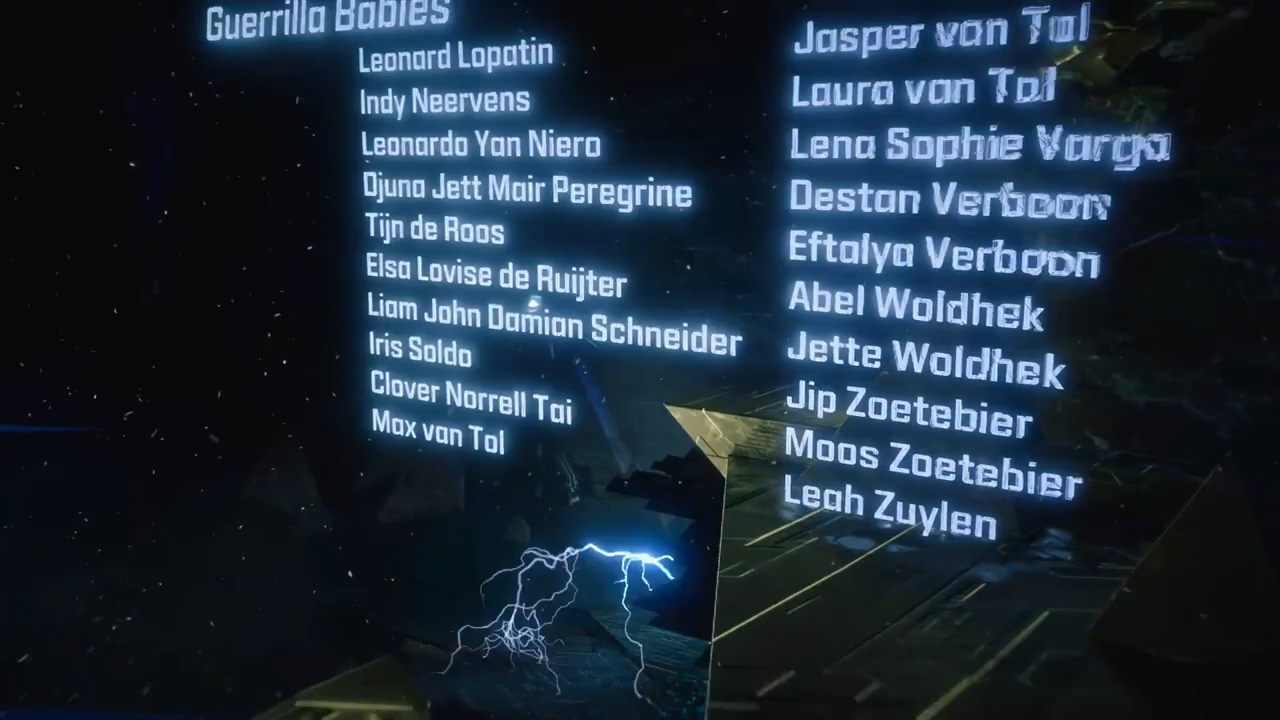 Guerrilla Babies
Leonard Lopatin
Indy Neervens
Leonardo Yan Niero
Djuna Jett Mair Peregrine
Tijn de Roos
Elsa Lovise de Ruijter
Liam John Damian Schneider
Iris Soldo
Clover Norrell Tai
Max van Tol
Jasper van Tol
Laura van Tol
Lena Sophie Varga
Destan Verboon
Eftalya Verboon
Abel Woldhek
Jette Woldhek
Jip Zoetebier
Moos Zoetebier
Leah Zuylen